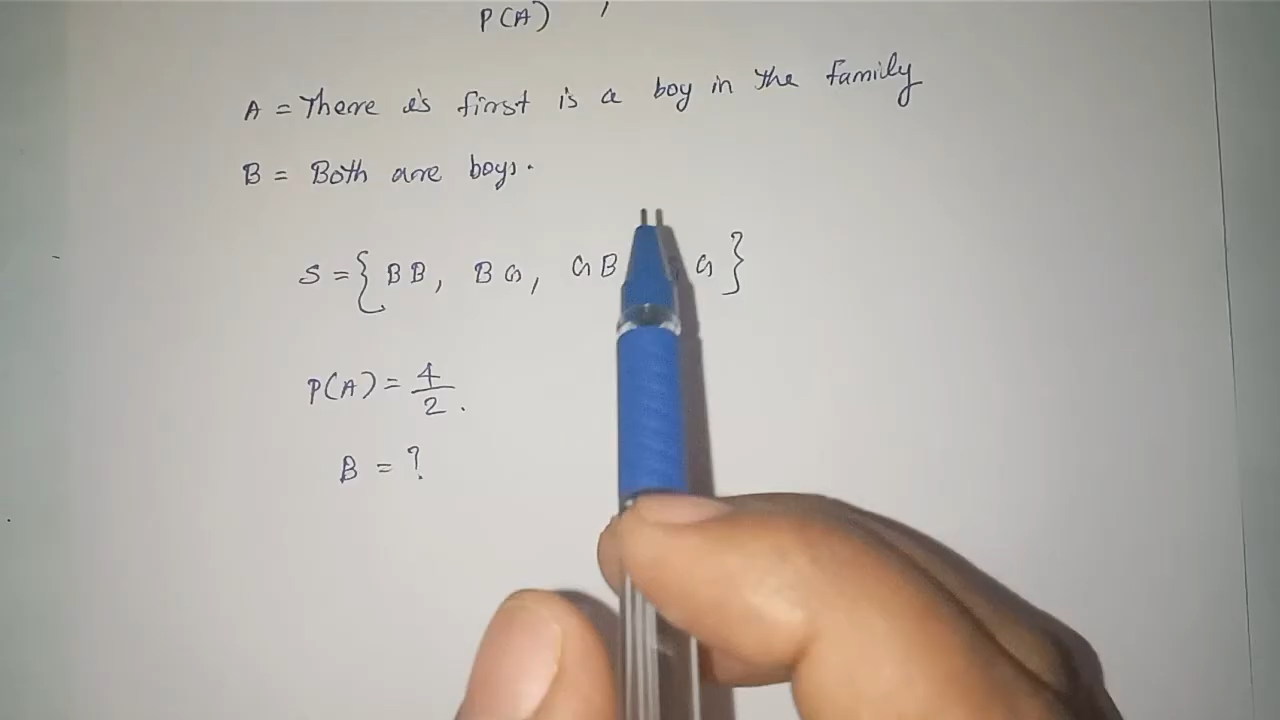 P(A) ,
A = There is first is a boy in the family
B = Both are boys.
S = { BB, BG, GB G }
P(A) = 4/2.
B = ?